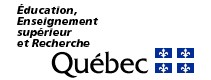 Éducation,
Enseignement
supérieur
et Recherche
Québec